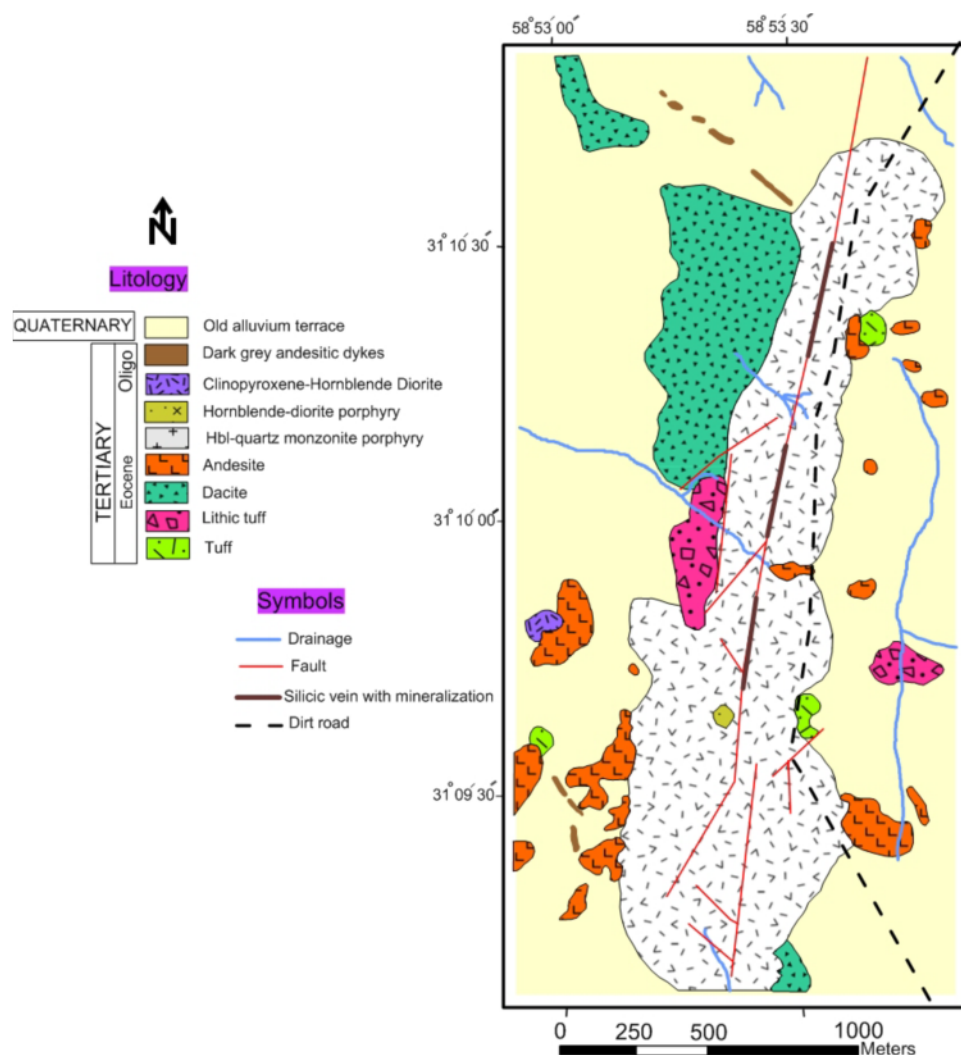 58 53 00
58 53 30
N
31° 10′ 30″
Litology
QUATERNARY
Old alluvium terrace
TERTIARY
Oligo
Dark grey andesitic dykes
Clinopyroxene-Hornblende Diorite
Hornblende-diorite porphyry
Hbl-quartz monzonite porphyry
Eocene
Andesite
Dacite
Lithic tuff
Tuff
31° 10′ 00″
Symbols
Drainage
Fault
Silicic vein with mineralization
Dirt road
31° 09′ 30″
0 250 500 1000
Meters